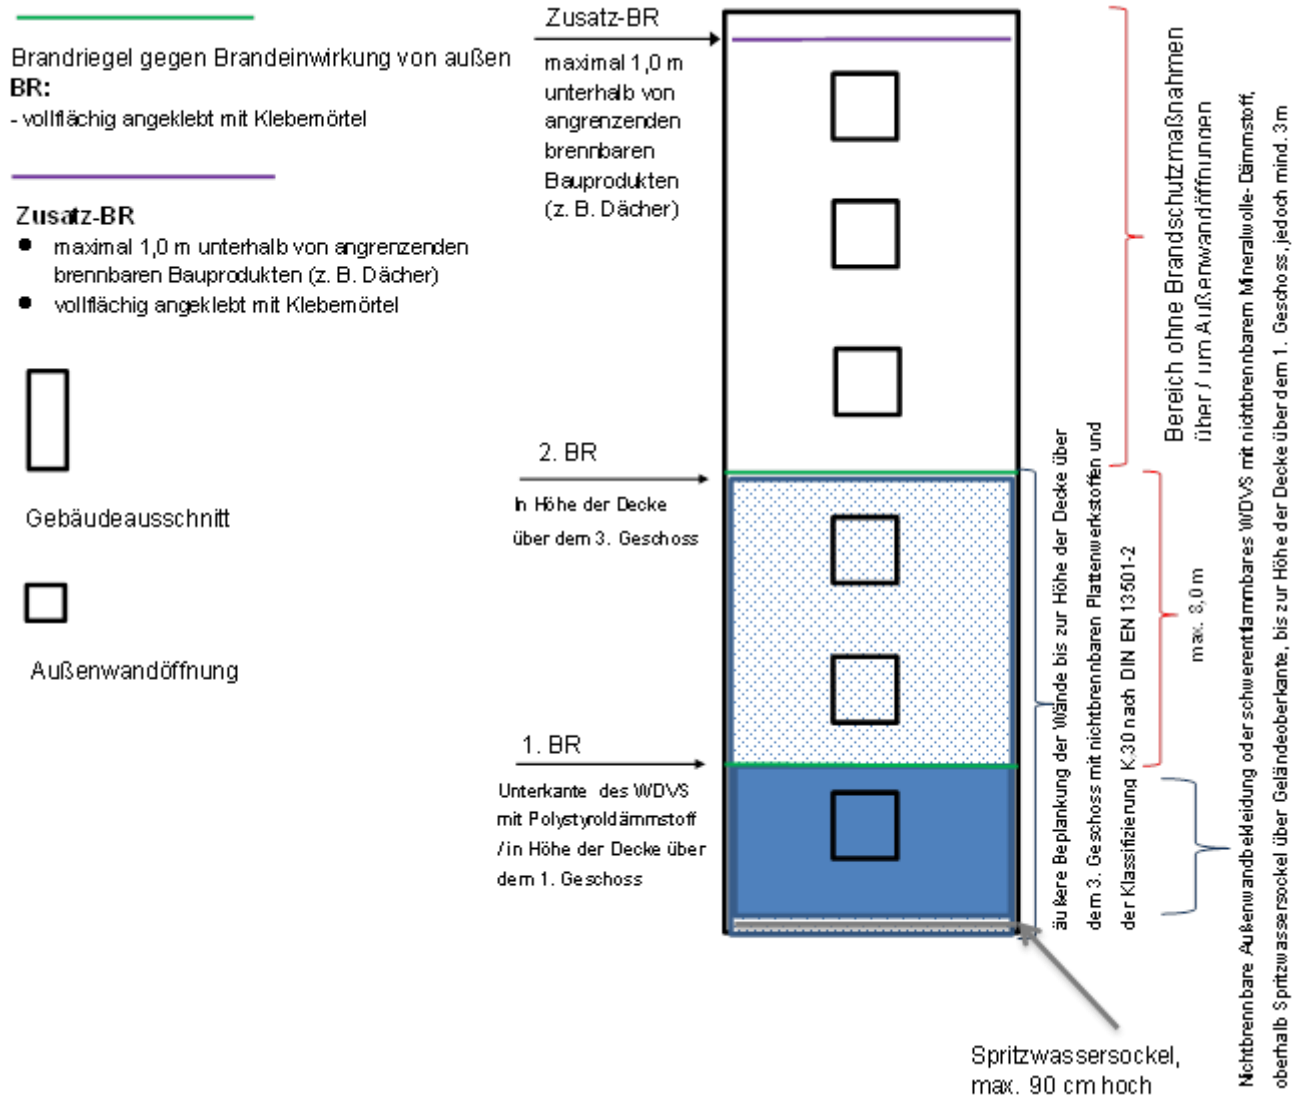 Brandriegel gegen Brandeinwirkung von außen
BR:
- vollflächig angeklebt mit Klebemörtel
Zusatz-BR
● maximal 1,0 m unterhalb von angrenzenden
brennbaren Bauprodukten (z. B. Dächer)
● vollflächig angeklebt mit Klebemörtel
Gebäudeausschnitt
Außenwandöffnung
Zusatz-BR
maximal 1,0 m
unterhalb von
angrenzenden
brennbaren
Bauprodukten
(z. B. Dächer)
2. BR
In Höhe der Decke
über dem 3. Geschoss
1. BR
Unterkante des WDVS
mit Polystyroldämmstoff
/in Höhe der Decke über
dem 1. Geschoss
Spritzwassersockel,
max. 90 cm hoch
äußere Beplankung der Wände bis zur Höhe der Decke über
dem 3. Geschoss mit nichtbrennbaren Plattenwerkstoffen und
der Klassifizierung K₂30 nach DIN EN 13501-2
Bereich ohne Brandschutzmaßnahmen
über / um Außenwandöffnungen
max. 8,0 m
Nichtbrennbare Außenwandbekleidung oder schwerentflammbares WDVS mit nichtbrennbarem Mineralwolle-Dämmstoff,
oberhalb Spritzwassersockel über Geländeoberkante, bis zur Höhe der Decke über dem 1. Geschoss, jedoch mind. 3m